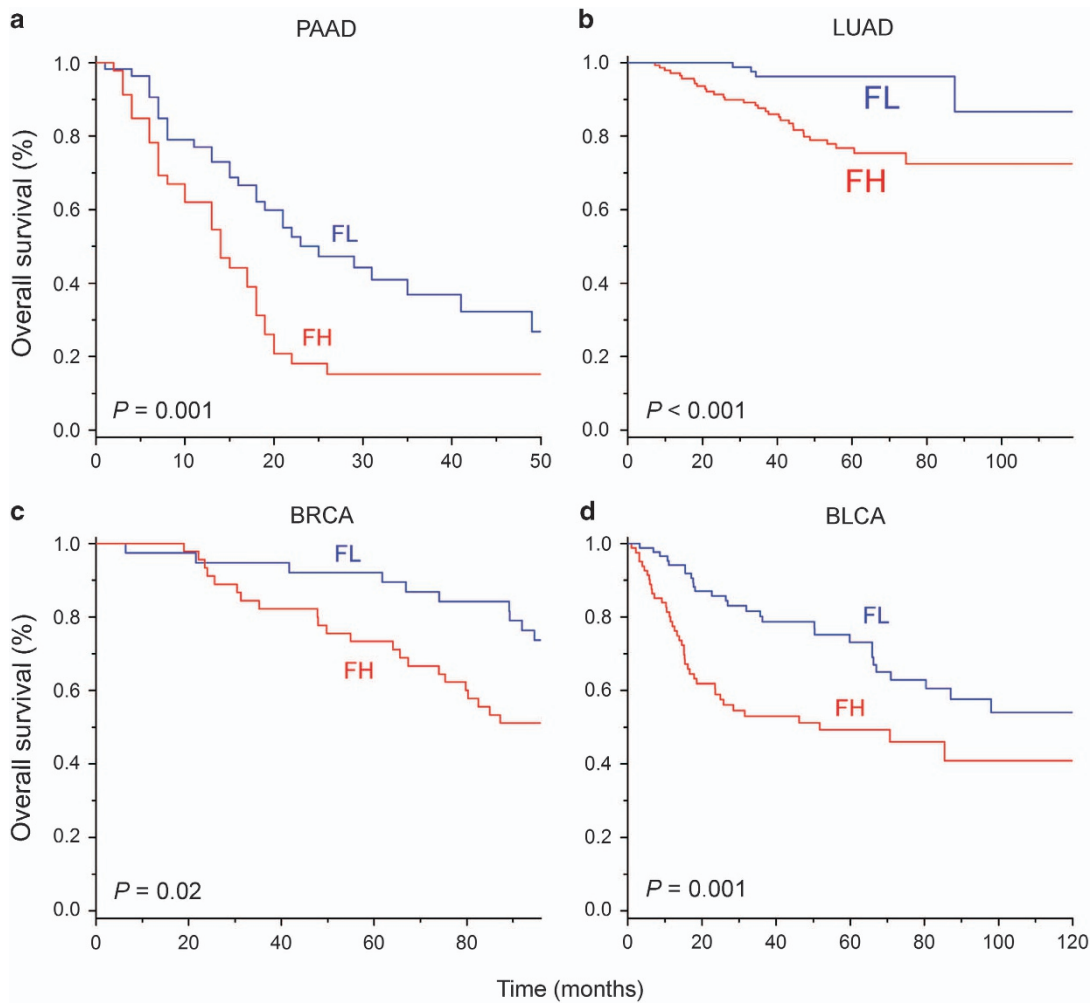 a
PAAD
Overall survival (%)
1.0
0.8
0.6
0.4
0.2
0.0
FL
FH
P = 0.001
0 10 20 30 40 50
b
LUAD
1.0
0.8
0.6
0.4
0.2
0.0
FL
FH
P < 0.001
0 20 40 60 80 100
c
BRCA
Overall survival (%)
1.0
0.8
0.6
0.4
0.2
0.0
FL
FH
P = 0.02
0 20 40 60 80
d
BLCA
1.0
0.8
0.6
0.4
0.2
0.0
FL
FH
P = 0.001
0 20 40 60 80 100 120
Time (months)